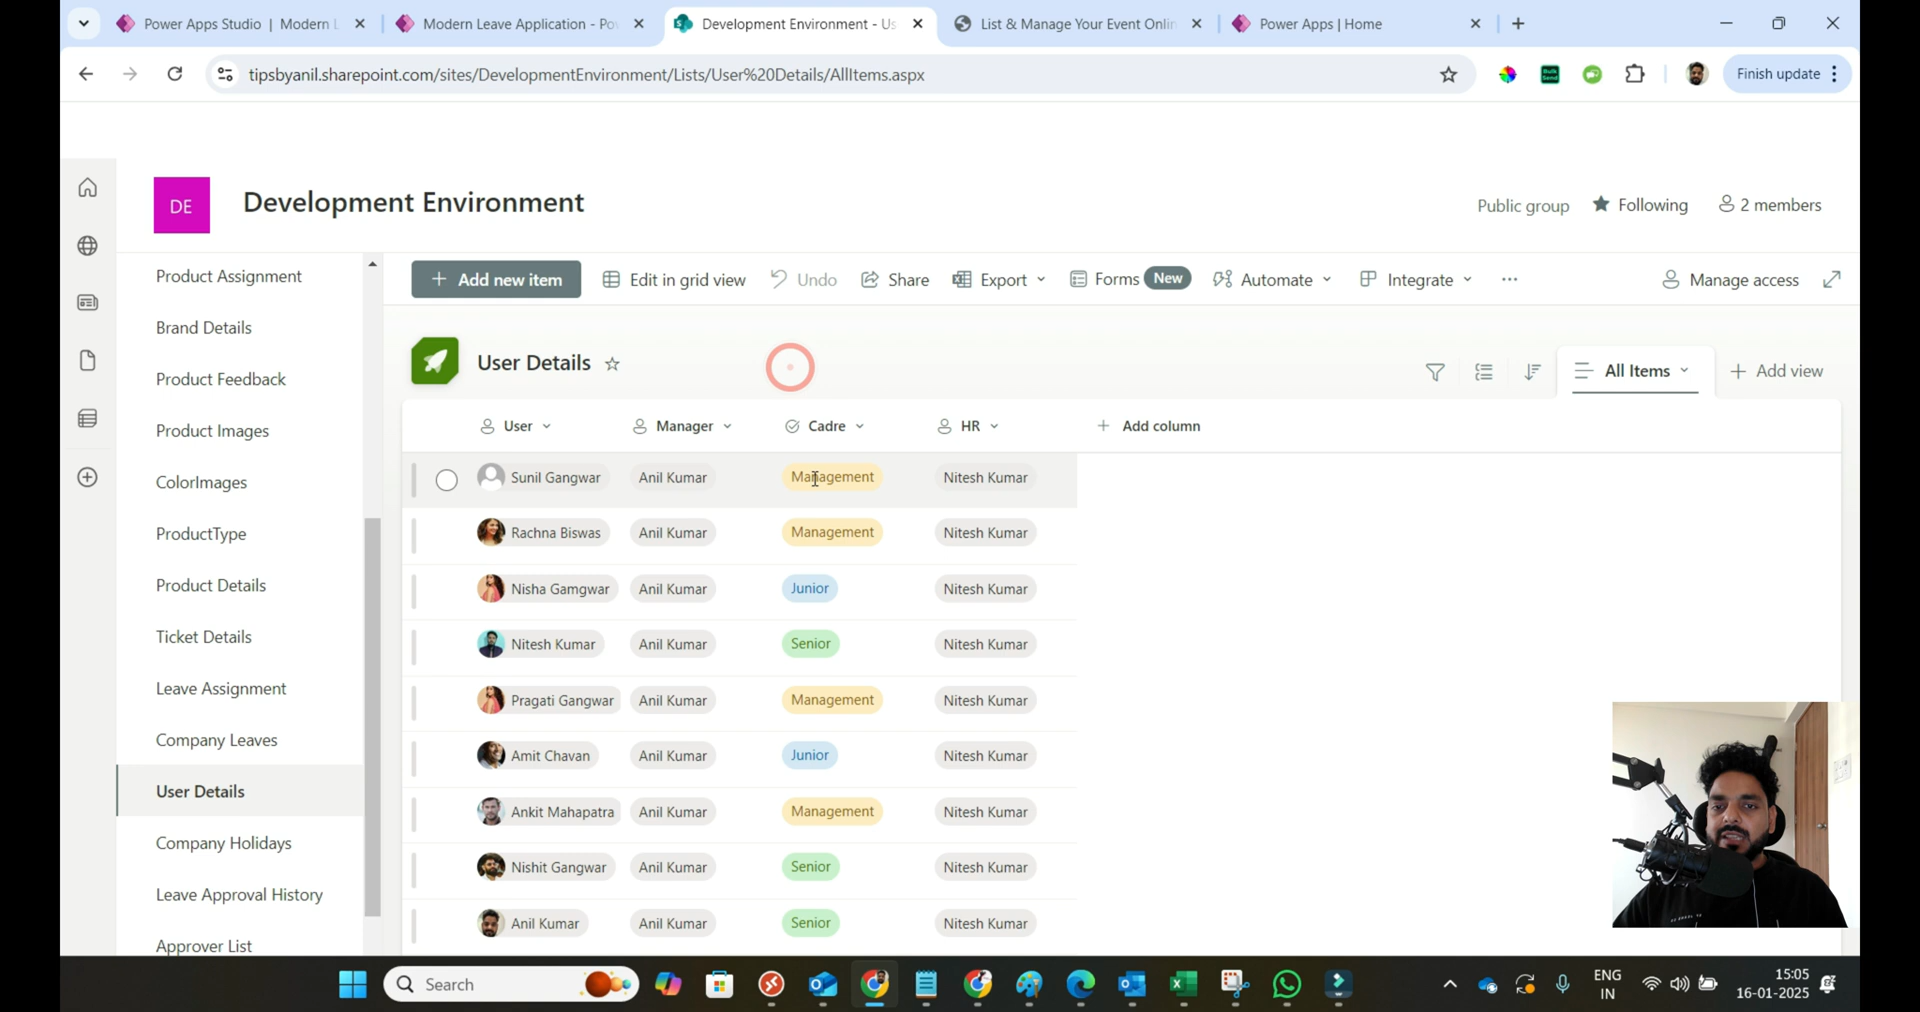 Power Apps Studio | Modern L
Modern Leave Application - Po
Development Environment - Us
List & Manage Your Event Onlin
Power Apps | Home
tipsbyanil.sharepoint.com/sites/DevelopmentEnvironment/Lists/User%20Details/AllItems.aspx
Finish update
DE
Development Environment
Public group
Following
2 members
Product Assignment
Brand Details
Product Feedback
Product Images
ColorImages
ProductType
Product Details
Ticket Details
Leave Assignment
Company Leaves
User Details
Company Holidays
Leave Approval History
Approver List
+ Add new item
Edit in grid view
Undo
Share
Export
Forms New
Automate
Integrate
...
Manage access
User Details
All Items
+ Add view
User Manager Cadre HR + Add column
Sunil Gangwar Anil Kumar Management Nitesh Kumar
Rachna Biswas Anil Kumar Management Nitesh Kumar
Nisha Gamgwar Anil Kumar Junior Nitesh Kumar
Nitesh Kumar Anil Kumar Senior Nitesh Kumar
Pragati Gangwar Anil Kumar Management Nitesh Kumar
Amit Chavan Anil Kumar Junior Nitesh Kumar
Ankit Mahapatra Anil Kumar Management Nitesh Kumar
Nishit Gangwar Anil Kumar Senior Nitesh Kumar
Anil Kumar Anil Kumar Senior Nitesh Kumar
Search
ENG
IN
15:05
16-01-2025